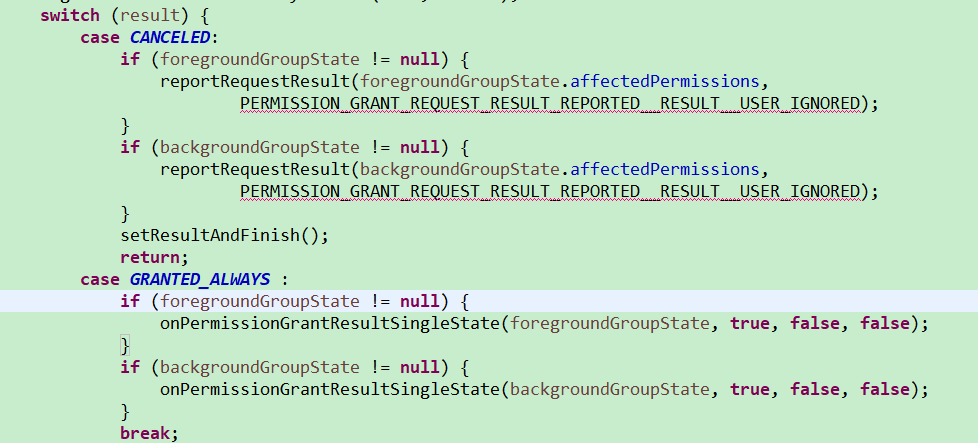 switch (result) {
case CANCELED:
if (foregroundGroupState != null) {
reportRequestResult(foregroundGroupState.affectedPermissions,
PERMISSION_GRANT_REQUEST_RESULT_REPORTED__RESULT__USER_IGNORED);
}
if (backgroundGroupState != null) {
reportRequestResult(backgroundGroupState.affectedPermissions,
PERMISSION_GRANT_REQUEST_RESULT_REPORTED__RESULT__USER_IGNORED);
}
setResultAndFinish();
return;
case GRANTED_ALWAYS :
if (foregroundGroupState != null) {
onPermissionGrantResultSingleState(foregroundGroupState, true, false, false);
}
if (backgroundGroupState != null) {
onPermissionGrantResultSingleState(backgroundGroupState, true, false, false);
}
break;